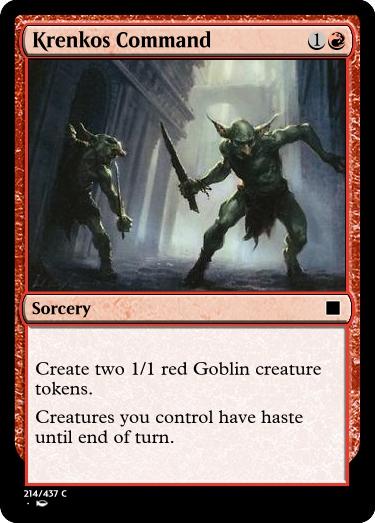 Krenkos Command 1
Sorcery
Create two 1/1 red Goblin creature
tokens.
Creatures you control have haste
until end of turn.
214/437 C